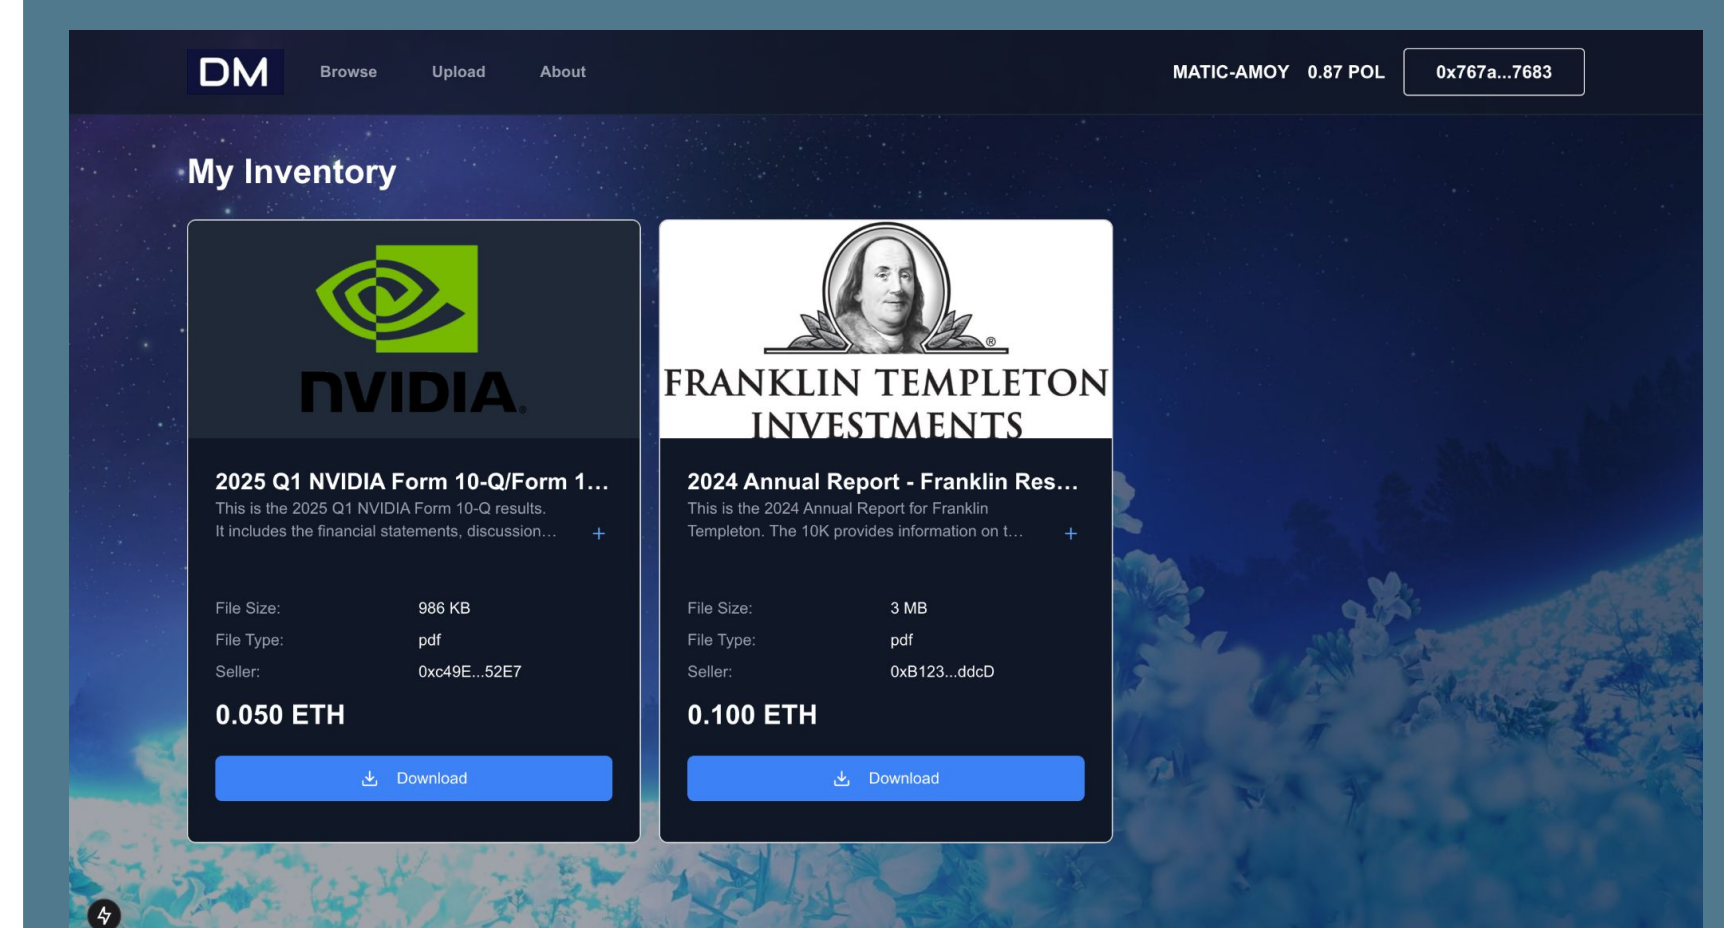 DM
Browse Upload About
MATIC-AMOY 0.87 POL 0x767a...7683
My Inventory
NVIDIA.
2025 Q1 NVIDIA Form 10-Q/Form 1...
This is the 2025 Q1 NVIDIA Form 10-Q results.
It includes the financial statements, discussion... +
File Size: 986 KB
File Type: pdf
Seller: 0xc49E...52E7
0.050 ETH
Download
®
FRANKLIN TEMPLETON
INVESTMENTS
2024 Annual Report - Franklin Res...
This is the 2024 Annual Report for Franklin
Templeton. The 10K provides information on t... +
File Size: 3 MB
File Type: pdf
Seller: 0xB123...ddcD
0.100 ETH
Download